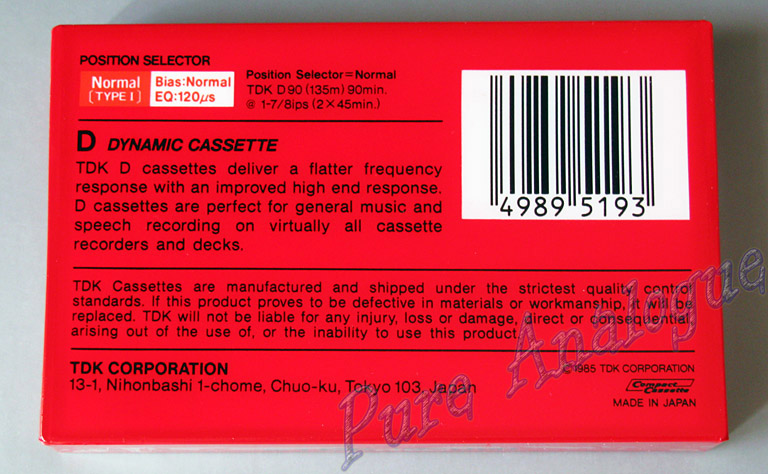 POSITION SELECTOR
Normal
[TYPE I]
Bias:Normal
EQ:120µs
Position Selector=Normal
TDK D90 (135m) 90min.
@ 1-7/8ips (2×45min.)
D DYNAMIC CASSETTE
TDK D cassettes deliver a flatter frequency
response with an improved high end response.
D cassettes are perfect for general music and
speech recording on virtually all cassette
recorders and decks.
4989 5193
TDK Cassettes are manufactured and shipped under the strictest quality control
standards. If this product proves to be defective in materials or workmanship, it will be
replaced. TDK will not be liable for any injury, loss or damage, direct or consequential,
arising out of the use of, or the inability to use this product.
TDK CORPORATION
13-1, Nihonbashi 1-chome, Chuo-ku, Tokyo 103, Japan
©1985 TDK CORPORATION
Compact
Cassette
MADE IN JAPAN
Pure Analogue